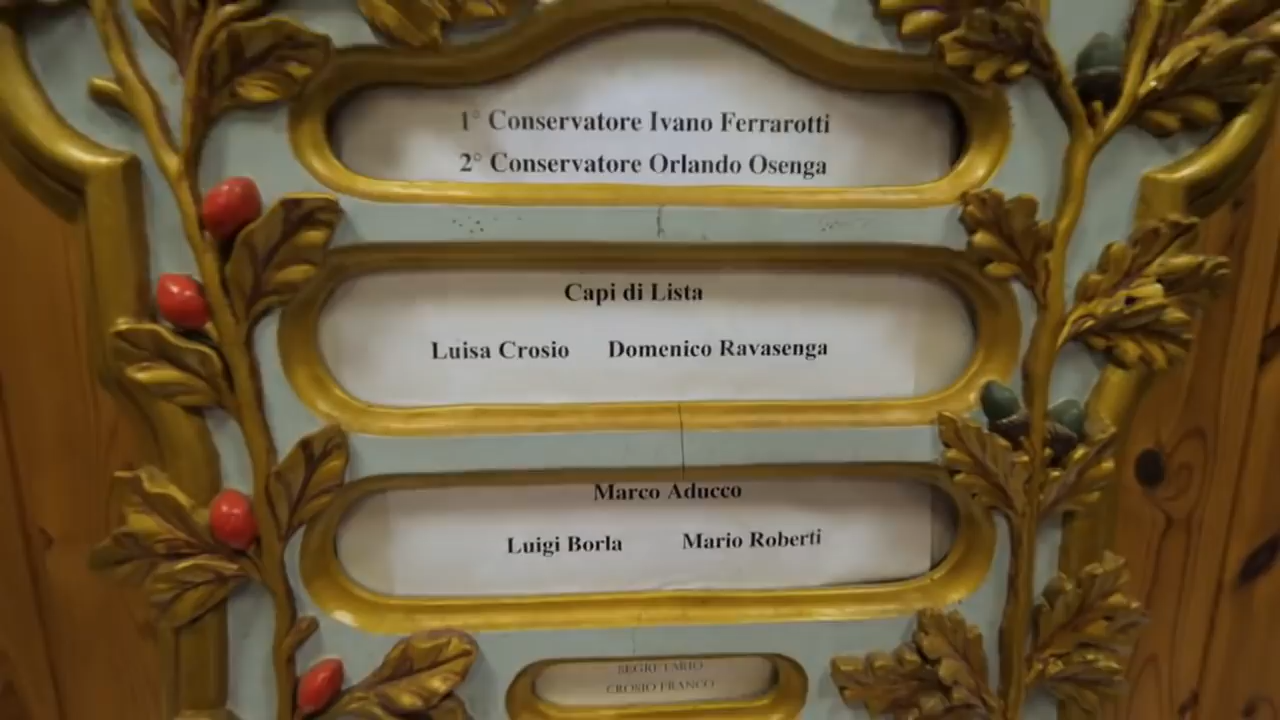 1° Conservatore Ivano Ferrarotti
2° Conservatore Orlando Osenga
Capi di Lista
Luisa Crosio Domenico Ravasenga
Marco Aducco
Luigi Borla Mario Roberti
SEGRETARIO
CROSIO FRANCO